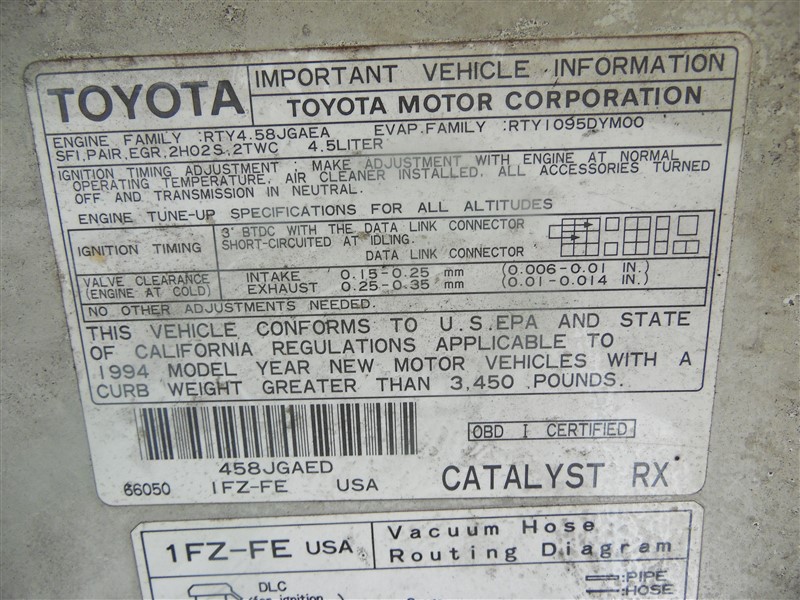 TOYOTA
IMPORTANT VEHICLE INFORMATION
TOYOTA MOTOR CORPORATION
ENGINE FAMILY :RTY4.58JGAEA EVAP.FAMILY :RTY1095DYM00
SFI,PAIR,EGR,2HO2S,2TWC 4.5LITER
IGNITION TIMING ADJUSTMENT : MAKE ADJUSTMENT WITH ENGINE AT NORMAL
OPERATING TEMPERATURE, AIR CLEANER INSTALLED, ALL ACCESSORIES TURNED
OFF AND TRANSMISSION IN NEUTRAL.
ENGINE TUNE-UP SPECIFICATIONS FOR ALL ALTITUDES
IGNITION TIMING
3° BTDC WITH THE DATA LINK CONNECTOR
SHORT-CIRCUITED AT IDLING.
DATA LINK CONNECTOR
VALVE CLEARANCE
(ENGINE AT COLD)
INTAKE 0.15-0.25 mm (0.006-0.01 IN.)
EXHAUST 0.25-0.35 mm (0.01-0.014 IN.)
NO OTHER ADJUSTMENTS NEEDED.
THIS VEHICLE CONFORMS TO U.S.EPA AND STATE
OF CALIFORNIA REGULATIONS APPLICABLE TO
1994 MODEL YEAR NEW MOTOR VEHICLES WITH A
CURB WEIGHT GREATER THAN 3,450 POUNDS.
OBD I CERTIFIED
458JGAED
66050 1FZ-FE USA
CATALYST RX
1FZ-FE USA
Vacuum Hose
Routing Diagram
DLC
(for ignition
:PIPE
:HOSE